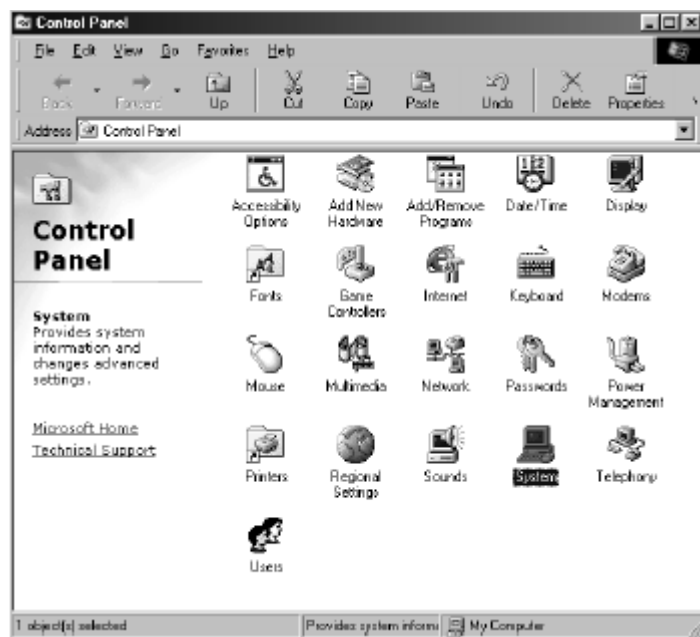 Control Panel
File Edit View Go Favorites Help
Back Forward Up Cut Copy Paste Undo Delete Properties
Address Control Panel
Control
Panel
System
Provides system
information and
changes advanced
settings.
Microsoft Home
Technical Support
Accessibility
Options
Add New
Hardware
Add/Remove
Programs
Date/Time
Display
Fonts
Game
Controllers
Internet
Keyboard
Modems
Mouse
Multimedia
Network
Passwords
Power
Management
Printers
Regional
Settings
Sounds
System
Telephony
Users
1 object(s) selected
Provides system informa
My Computer